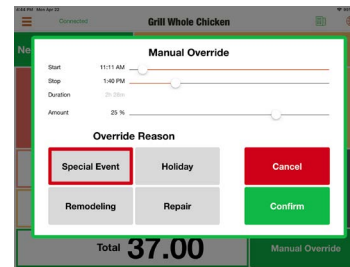 4:44 PM Mon Apr 22
Connected Grill Whole Chicken
Ne
Manual Override
Start 11:11 AM
Stop 1:40 PM
Duration 2h 29m
Amount 25 %
Override Reason
Special Event Holiday Cancel
Remodeling Repair Confirm
Total 37.00 Manual Override